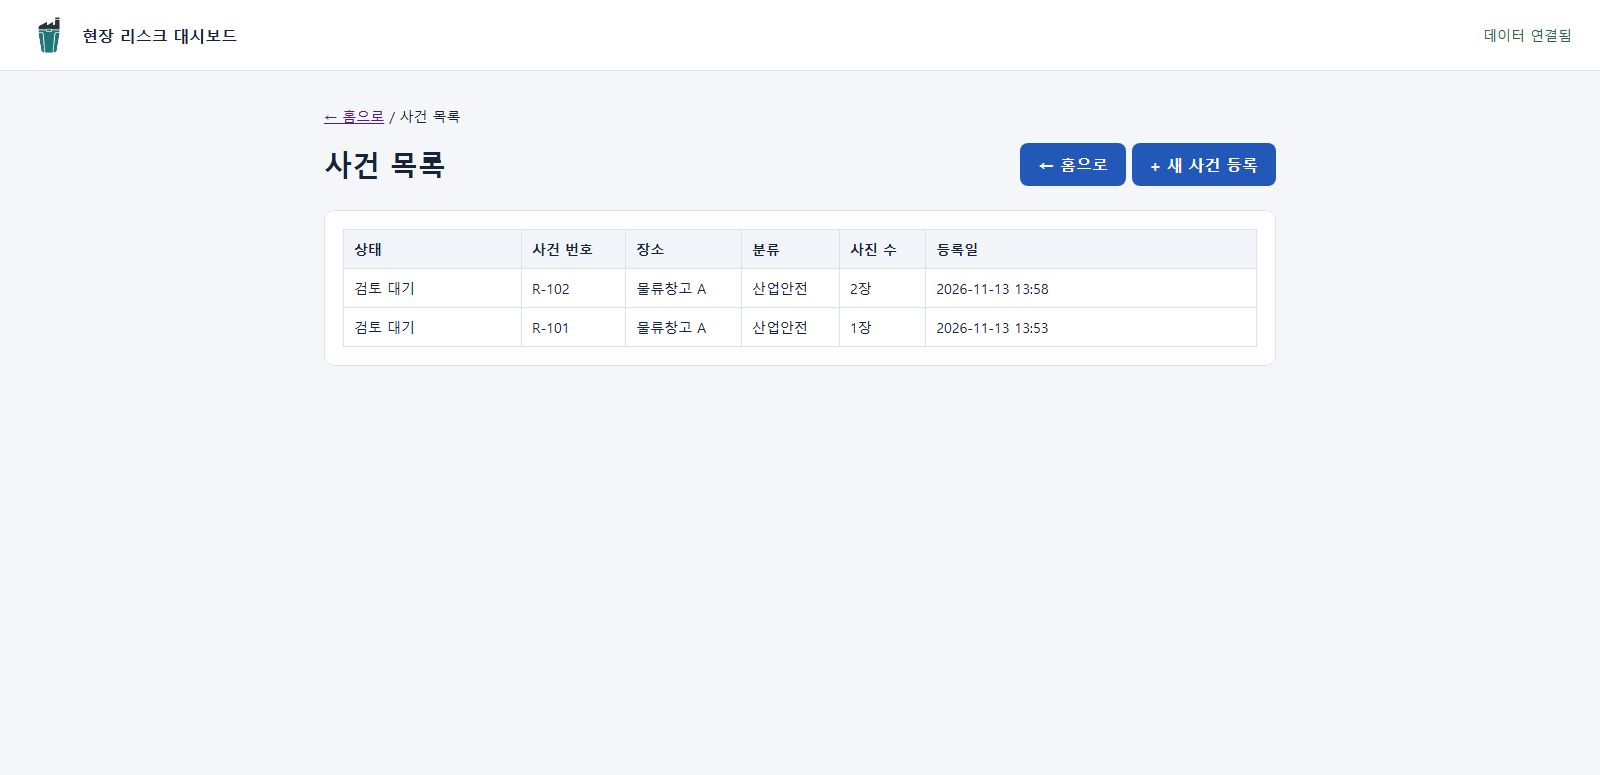 현장 리스크 대시보드
데이터 연결됨
← 홈으로 / 사건 목록
사건 목록
← 홈으로
+ 새 사건 등록
상태 사건 번호 장소 분류 사진 수 등록일
검토 대기 R-102 물류창고 A 산업안전 2장 2026-11-13 13:58
검토 대기 R-101 물류창고 A 산업안전 1장 2026-11-13 13:53